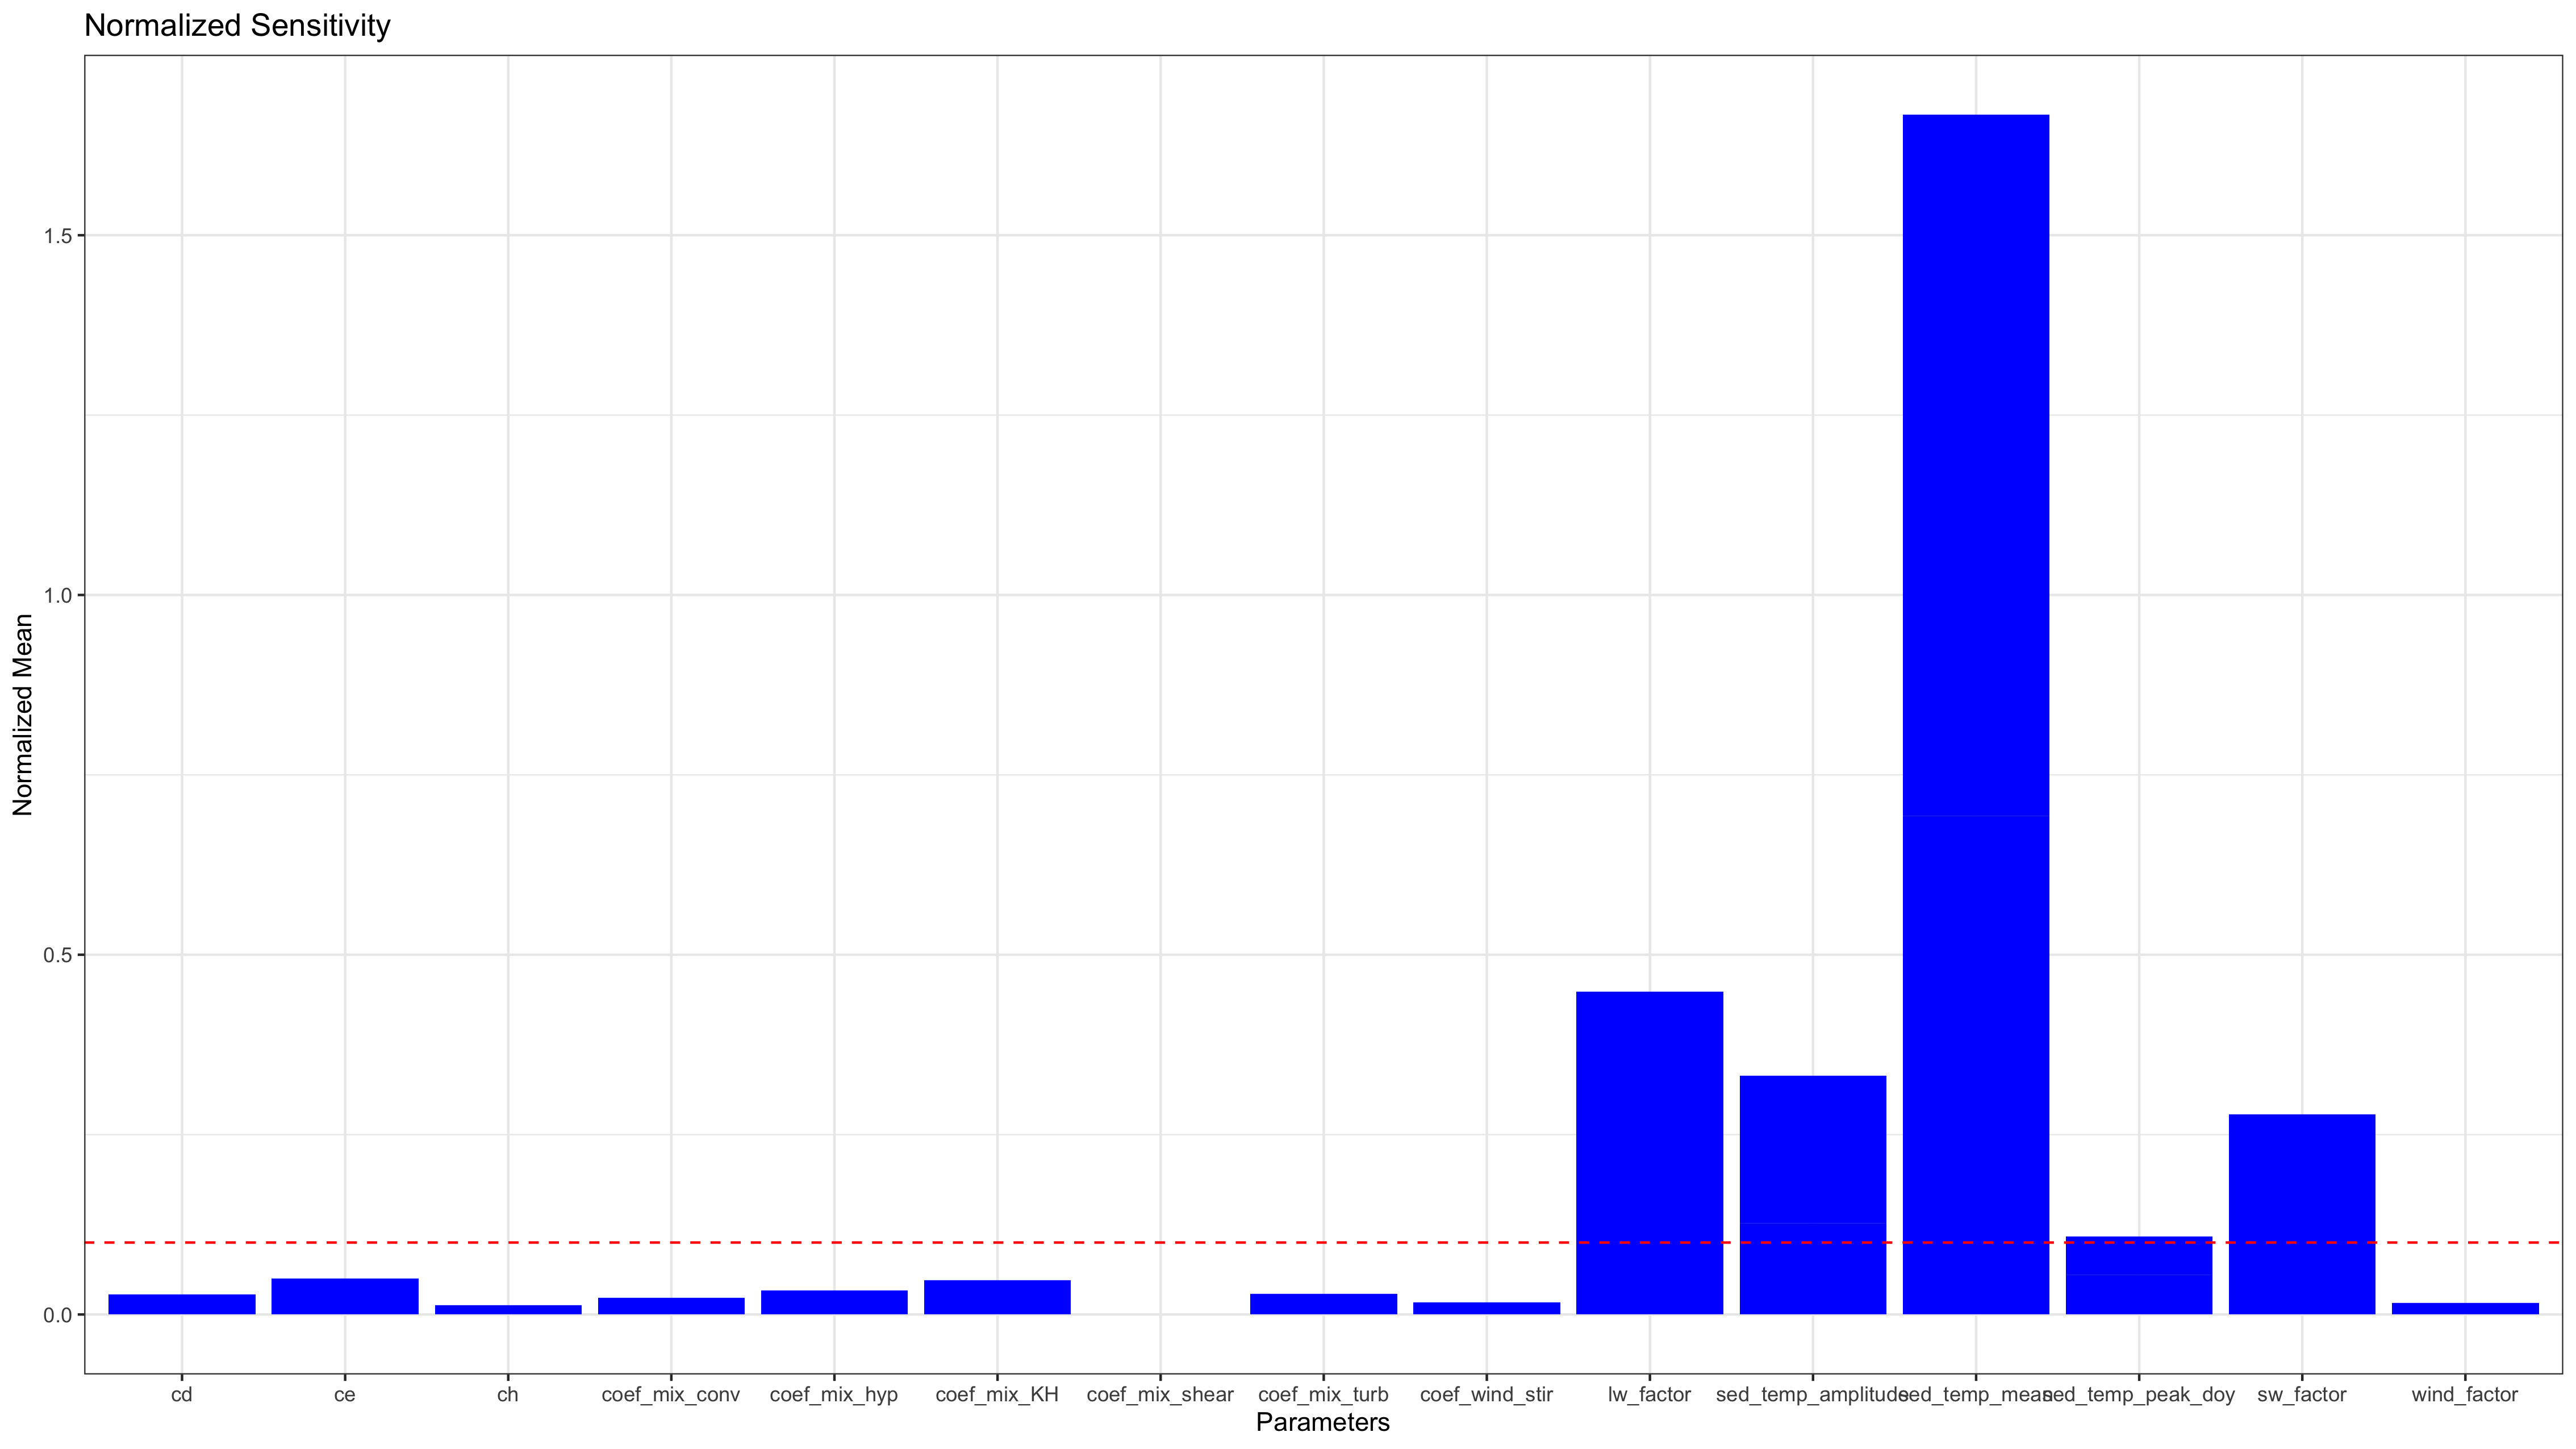 Normalized Sensitivity
Normalized Mean
1.5
1.0
0.5
0.0
cd ce ch coef_mix_conv coef_mix_hyp coef_mix_KH coef_mix_shear coef_mix_turb coef_wind_stir lw_factor sed_temp_amplitude sed_temp_mean sed_temp_peak_doy sw_factor wind_factor
Parameters